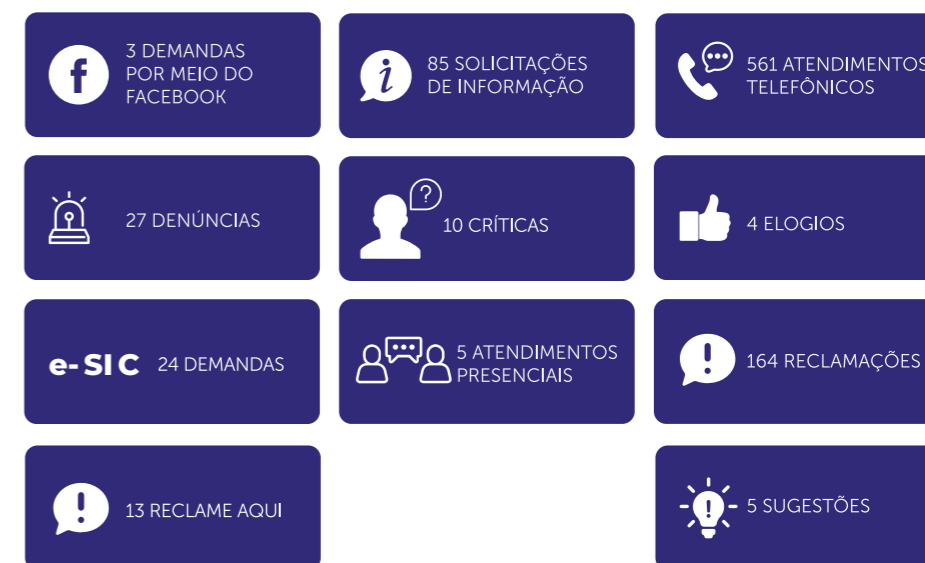 3 DEMANDAS
POR MEIO DO
FACEBOOK
85 SOLICITAÇÕES
DE INFORMAÇÃO
561 ATENDIMENTOS
TELEFÔNICOS
27 DENÚNCIAS
10 CRÍTICAS
4 ELOGIOS
e-SIC 24 DEMANDAS
5 ATENDIMENTOS
PRESENCIAIS
164 RECLAMAÇÕES
13 RECLAME AQUI
5 SUGESTÕES